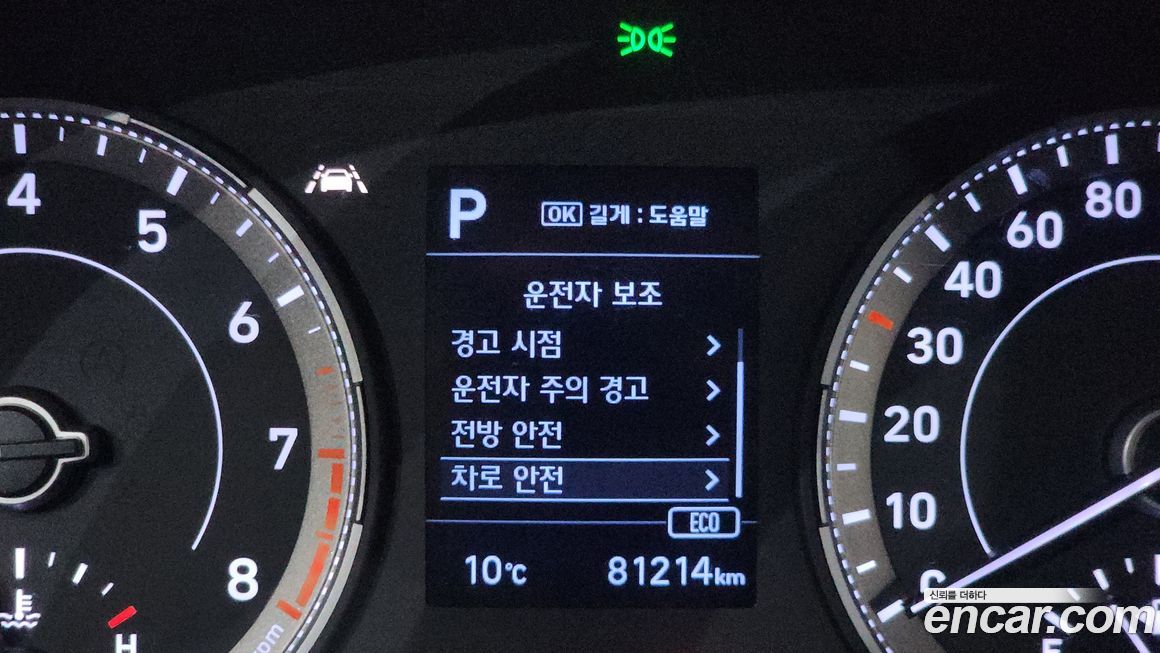 4
5
6
7
8
H
P
OK 길게 : 도움말
운전자 보조
경고 시점
운전자 주의 경고
전방 안전
차로 안전
ECO
10℃
81214km
80
60
40
30
20
10
신뢰를 더하다
encar.com